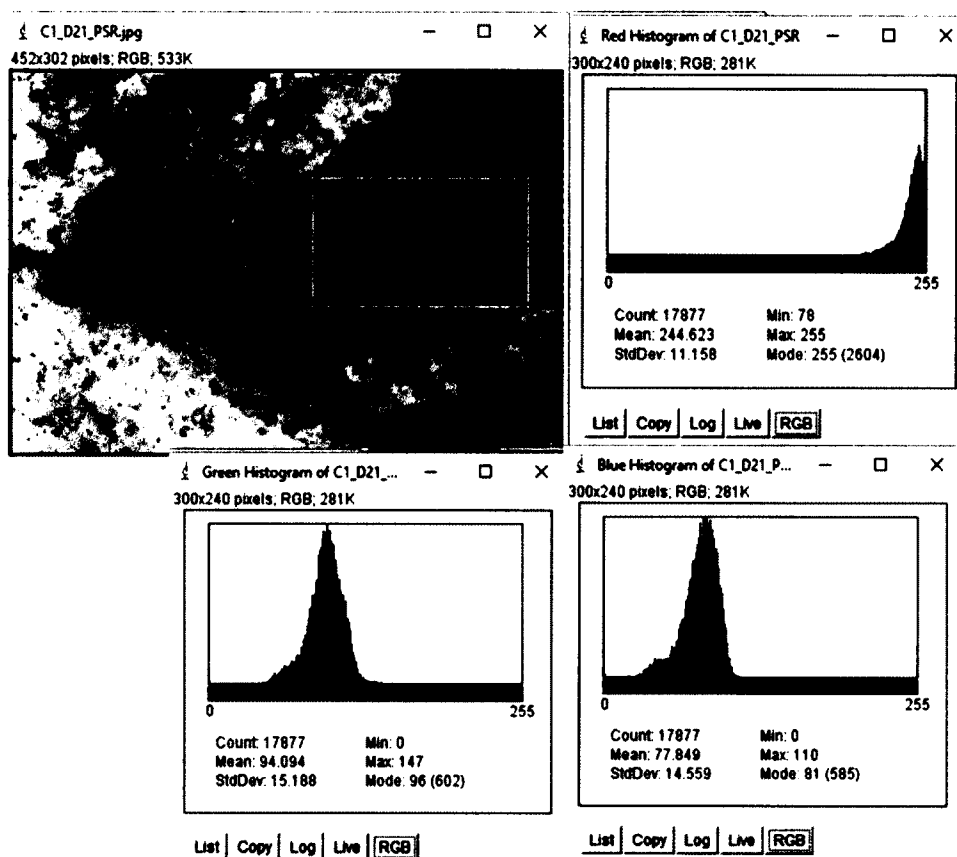 C1_D21_PSR.jpg
452x302 pixels; RGB; 533K
Red Histogram of C1_D21_PSR
300x240 pixels; RGB; 281K
0 255
Count: 17877 Min: 78
Mean: 244.623 Max: 255
StdDev: 11.158 Mode: 255 (2604)
List Copy Log Live RGB
Green Histogram of C1_D21_...
300x240 pixels; RGB; 281K
0 255
Count: 17877 Min: 0
Mean: 94.094 Max: 147
StdDev: 15.188 Mode: 96 (602)
List Copy Log Live RGB
Blue Histogram of C1_D21_P...
300x240 pixels; RGB; 281K
0 255
Count: 17877 Min: 0
Mean: 77.849 Max: 110
StdDev: 14.559 Mode: 81 (585)
List Copy Log Live RGB